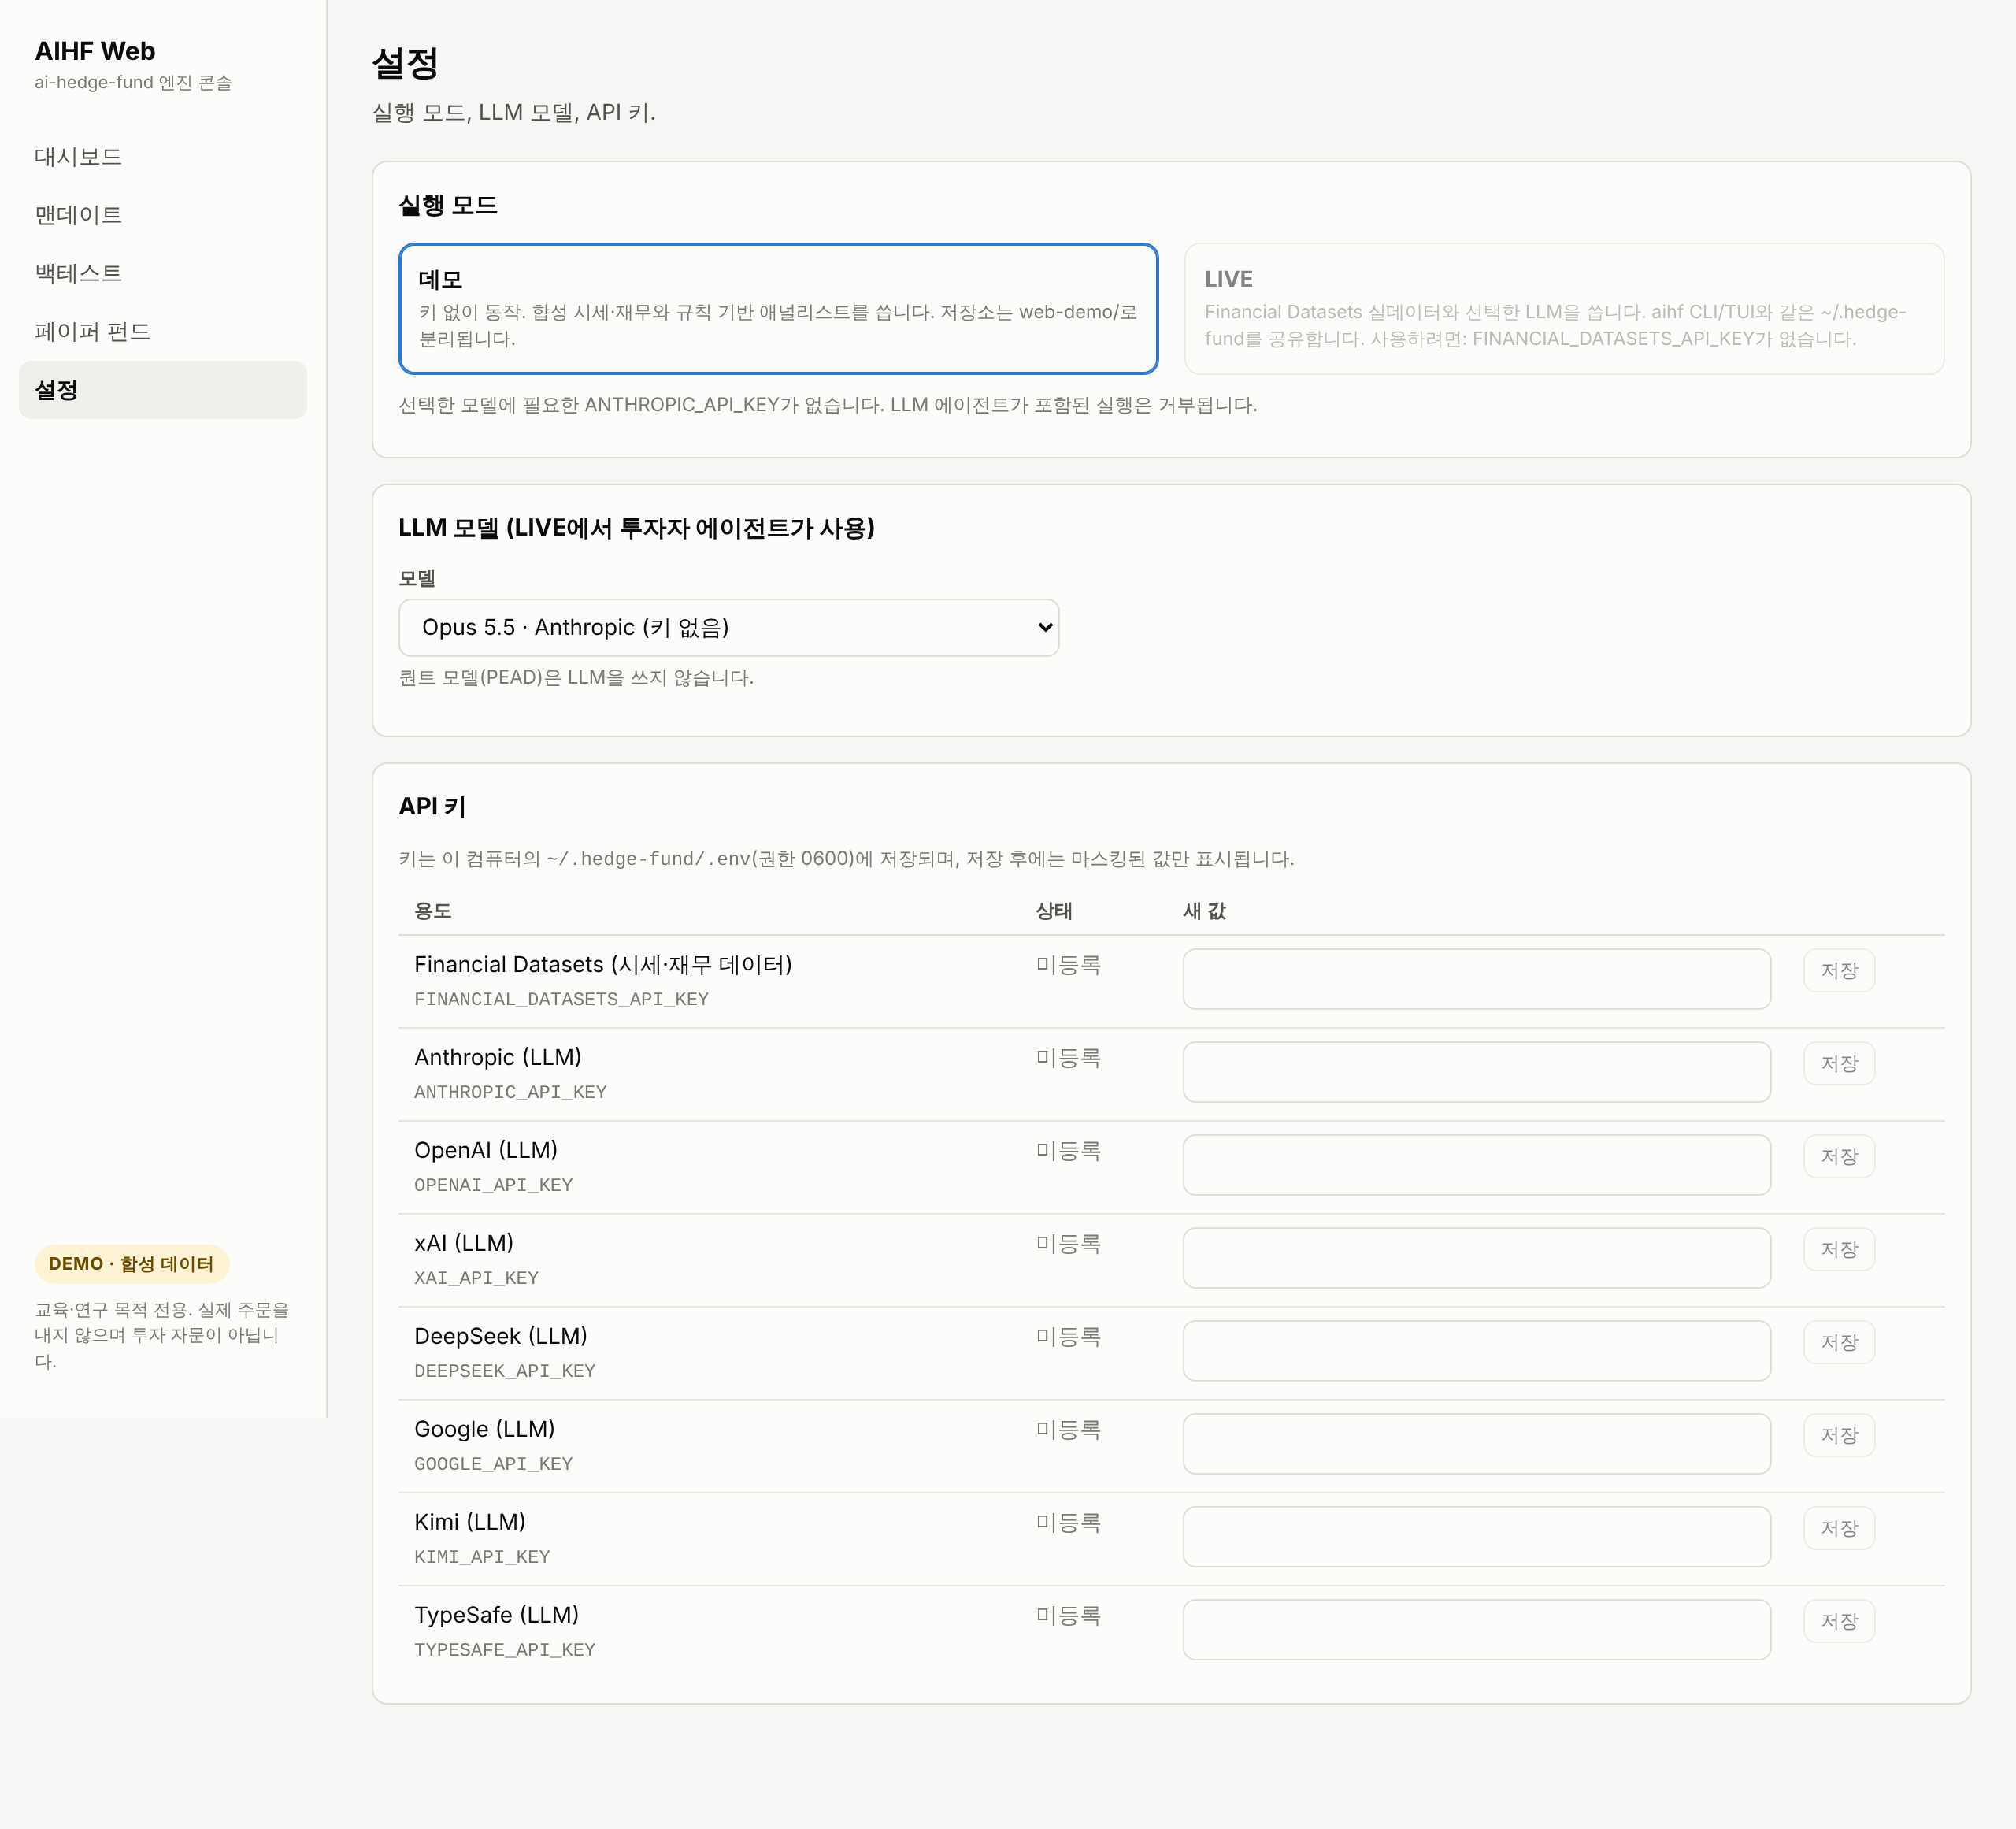 AIHF Web
ai-hedge-fund 엔진 콘솔
대시보드
맨데이트
백테스트
페이퍼 펀드
설정
DEMO · 합성 데이터
교육·연구 목적 전용. 실제 주문을
내지 않으며 투자 자문이 아닙니
다.
설정
실행 모드, LLM 모델, API 키.
실행 모드
데모
키 없이 동작. 합성 시세·재무와 규칙 기반 애널리스트를 씁니다. 저장소는 web-demo/로
분리됩니다.
LIVE
Financial Datasets 실데이터와 선택한 LLM을 씁니다. aihf CLI/TUI와 같은 ~/.hedge-
fund를 공유합니다. 사용하려면: FINANCIAL_DATASETS_API_KEY가 없습니다.
선택한 모델에 필요한 ANTHROPIC_API_KEY가 없습니다. LLM 에이전트가 포함된 실행은 거부됩니다.
LLM 모델 (LIVE에서 투자자 에이전트가 사용)
모델
Opus 5.5 · Anthropic (키 없음)
퀀트 모델(PEAD)은 LLM을 쓰지 않습니다.
API 키
키는 이 컴퓨터의 ~/.hedge-fund/.env(권한 0600)에 저장되며, 저장 후에는 마스킹된 값만 표시됩니다.
용도 상태 새 값
Financial Datasets (시세·재무 데이터) 미등록 저장
FINANCIAL_DATASETS_API_KEY
Anthropic (LLM) 미등록 저장
ANTHROPIC_API_KEY
OpenAI (LLM) 미등록 저장
OPENAI_API_KEY
xAI (LLM) 미등록 저장
XAI_API_KEY
DeepSeek (LLM) 미등록 저장
DEEPSEEK_API_KEY
Google (LLM) 미등록 저장
GOOGLE_API_KEY
Kimi (LLM) 미등록 저장
KIMI_API_KEY
TypeSafe (LLM) 미등록 저장
TYPESAFE_API_KEY